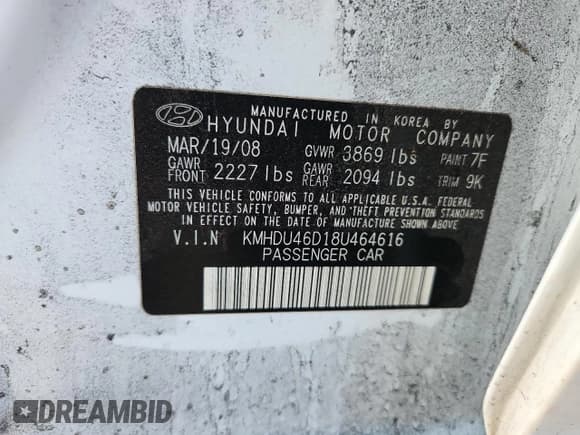 MANUFACTURED IN KOREA BY
HYUNDAI MOTOR COMPANY
MAR/19/08 GVWR 3869 lbs PAINT 7F
GAWR FRONT 2227 lbs GAWR REAR 2094 lbs TRIM 9K
THIS VEHICLE CONFORMS TO ALL APPLICABLE U.S.A. FEDERAL
MOTOR VEHICLE SAFETY, BUMPER, AND THEFT PREVENTION STANDARDS
IN EFFECT ON THE DATE OF MANUFACTURE SHOWN ABOVE
V.I.N KMHDU46D18U464616
PASSENGER CAR
DREAMBID